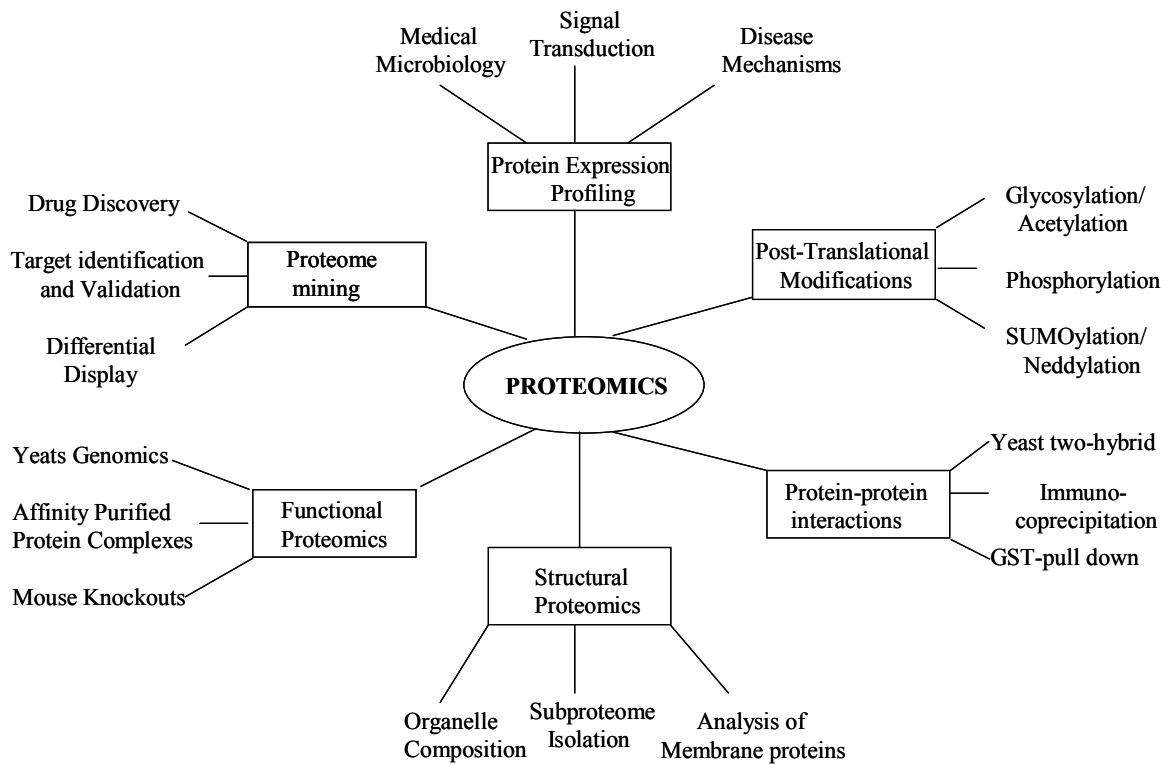 Medical
Microbiology
Signal
Transduction
Disease
Mechanisms
Protein Expression
Profiling
Drug Discovery
Target identification
and Validation
Differential
Display
Proteome
mining
Post-Translational
Modifications
Glycosylation/
Acetylation
Phosphorylation
SUMOylation/
Neddylation
PROTEOMICS
Yeats Genomics
Affinity Purified
Protein Complexes
Mouse Knockouts
Functional
Proteomics
Structural
Proteomics
Organelle
Composition
Subproteome
Isolation
Analysis of
Membrane proteins
Protein-protein
interactions
Yeast two-hybrid
Immuno-
coprecipitation
GST-pull down